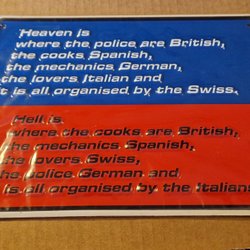 Heaven is
where the police are British,
the cooks Spanish,
the mechanics German,
the lovers Italian and
it is all organised by the Swiss.
Hell is
where the cooks are British,
the mechanics Spanish,
the lovers Swiss,
the police German and
is all organised by the Italians